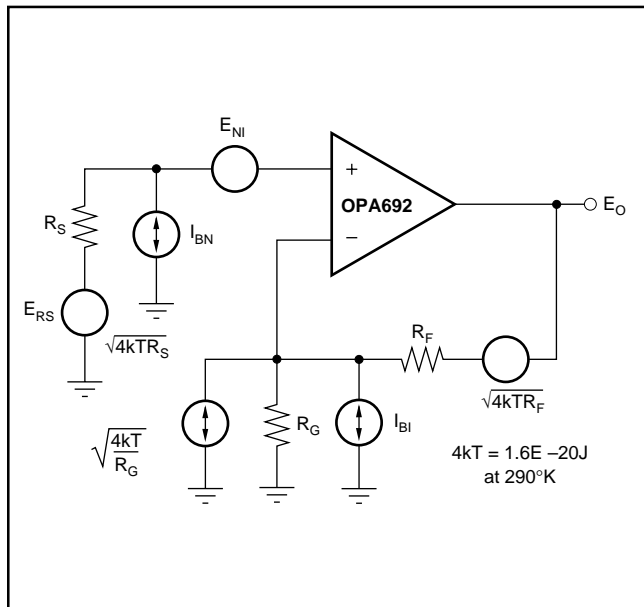 E_NI
+
OPA692
−
E_O
R_S
I_BN
E_RS
√4kTR_S
R_F
√4kTR_F
√4kT/R_G
R_G
I_BI
4kT = 1.6E –20J
at 290°K